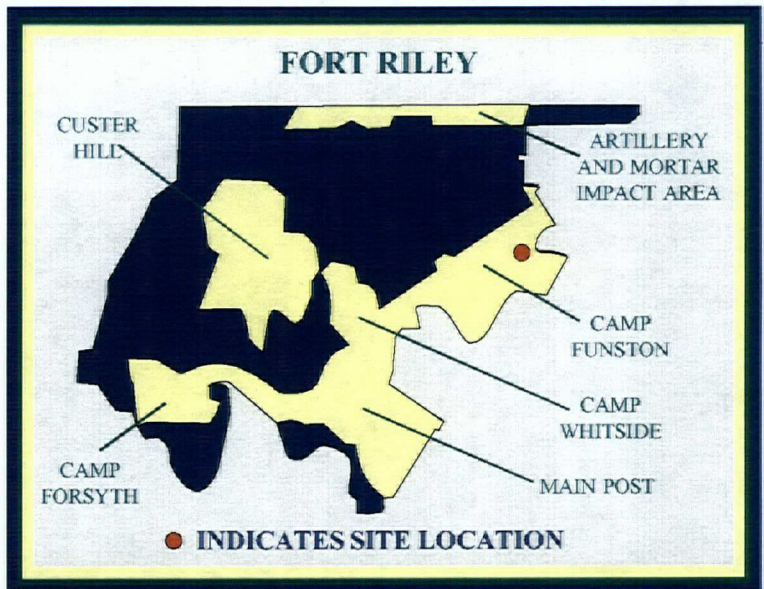 FORT RILEY
CUSTER
HILL
ARTILLERY
AND MORTAR
IMPACT AREA
CAMP
FUNSTON
CAMP
WHITSIDE
MAIN POST
CAMP
FORSYTH
INDICATES SITE LOCATION